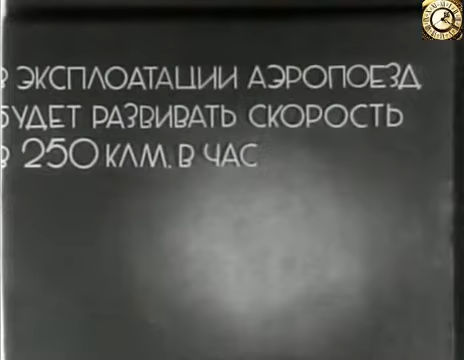 В ЭКСПЛОАТАЦИИ АЭРОПОЕЗД
БУДЕТ РАЗВИВАТЬ СКОРОСТЬ
В 250 КЛМ. В ЧАС